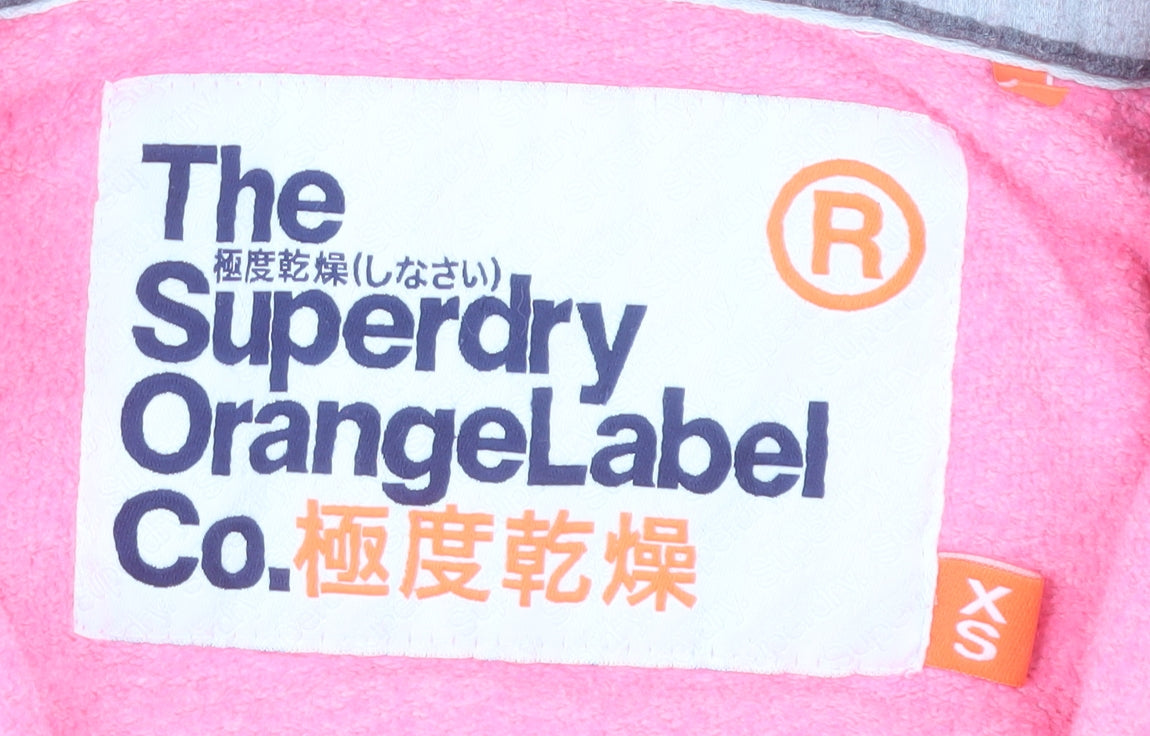 The
®
極度乾燥(しなさい)
Superdry
OrangeLabel
Co.極度乾燥
XS